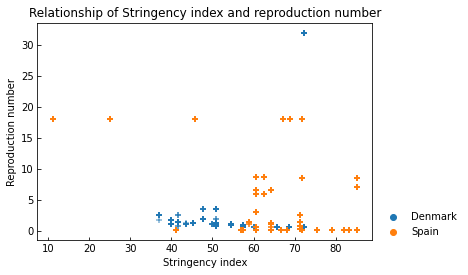 Relationship of Stringency index and reproduction number
Reproduction number
30
25
20
15
10
5
0
10 20 30 40 50 60 70 80
Stringency index
Denmark
Spain